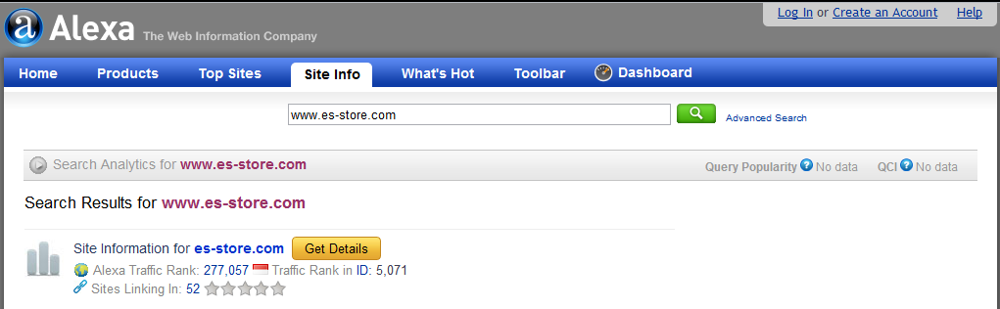 Log In or Create an Account Help
a Alexa The Web Information Company
Home Products Top Sites Site Info What's Hot Toolbar Dashboard
www.es-store.com Advanced Search
Search Analytics for www.es-store.com Query Popularity ? No data QCI ? No data
Search Results for www.es-store.com
Site Information for es-store.com Get Details
Alexa Traffic Rank: 277,057 Traffic Rank in ID: 5,071
Sites Linking In: 52